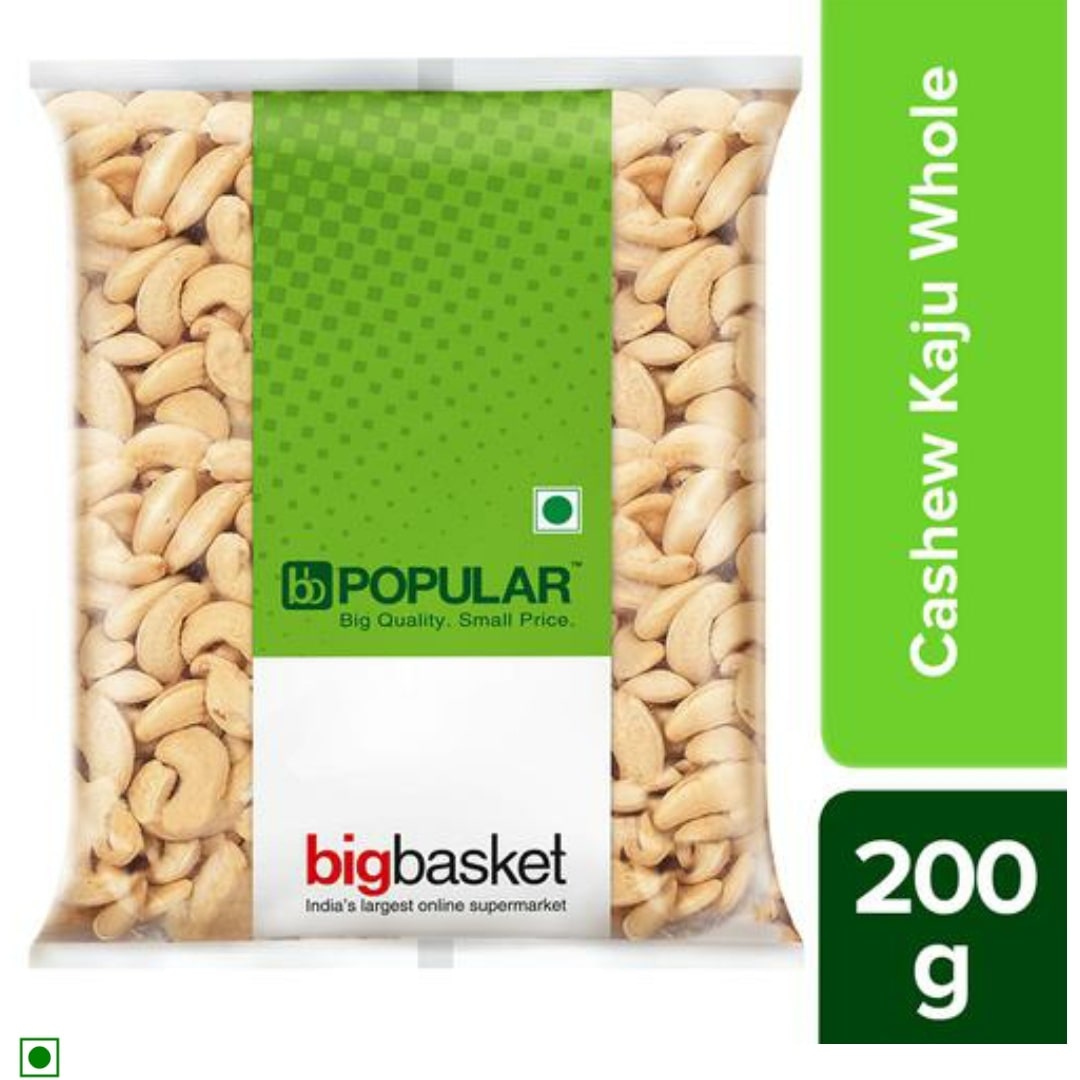 bb POPULAR™
Big Quality. Small Price.
bigbasket
India's largest online supermarket
Cashew Kaju Whole
200
g